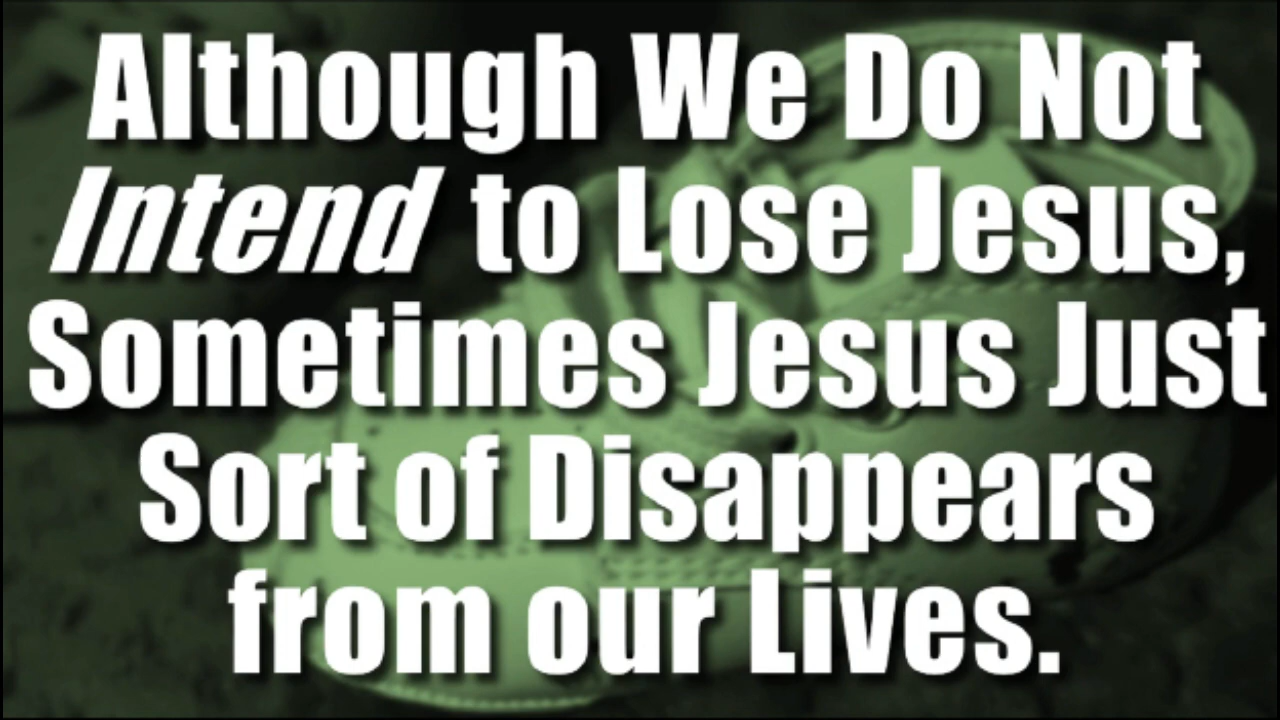 Although We Do Not
Intend to Lose Jesus,
Sometimes Jesus Just
Sort of Disappears
from our Lives.